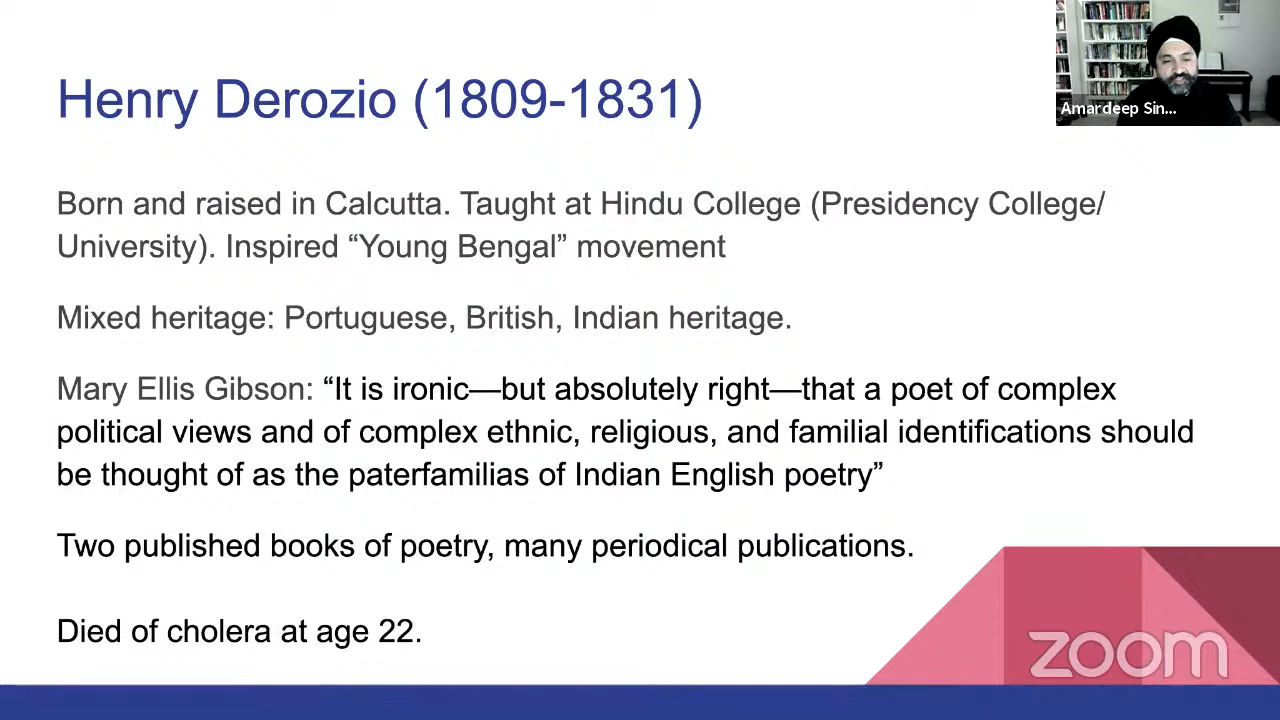 Henry Derozio (1809-1831)
Amardeep Sin...
Born and raised in Calcutta. Taught at Hindu College (Presidency College/
University). Inspired “Young Bengal” movement
Mixed heritage: Portuguese, British, Indian heritage.
Mary Ellis Gibson: “It is ironic—but absolutely right—that a poet of complex
political views and of complex ethnic, religious, and familial identifications should
be thought of as the paterfamilias of Indian English poetry”
Two published books of poetry, many periodical publications.
Died of cholera at age 22.
zoom